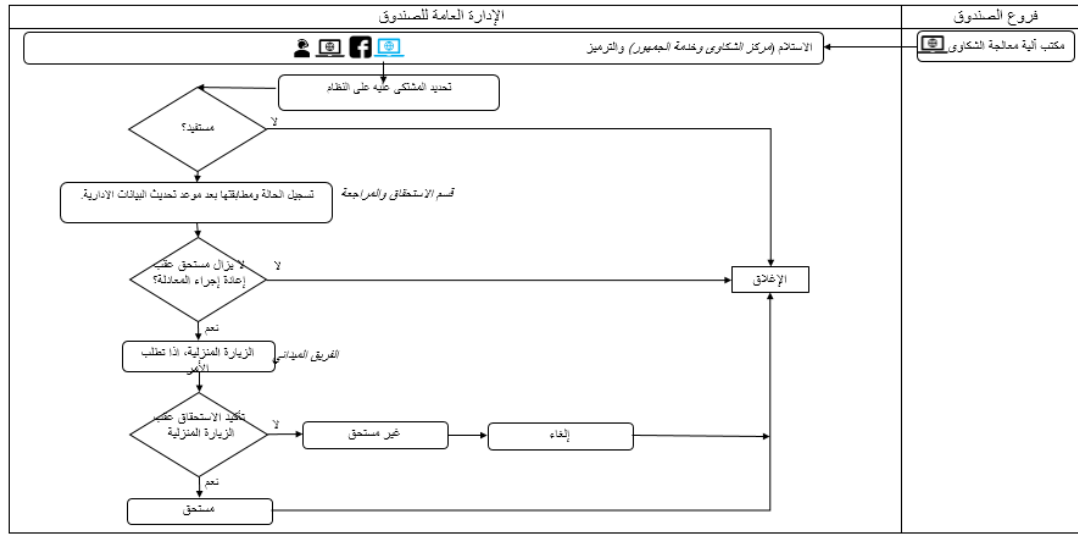 فروع الصندوق
الإدارة العامة للصندوق
مكتب آلية معالجة الشكاوى
الاستلام (مركز الشكاوى وخدمة الجمهور) والترميز
تحديد المشتكى عليه على النظام
مستفيد؟
لا
تسجيل الحالة ومطابقتها بعد موعد تحديث البيانات الادارية.
قسم الاستحقاق والمراجعة
لا يزال مستحق عقب
إعادة إجراء المعادلة؟
لا
الإغلاق
نعم
الزيارة المنزلية، اذا تطلب
الأمر
الفريق الميداني
تأكيد الاستحقاق عقب
الزيارة المنزلية
لا
غير مستحق
إلغاء
نعم
مستحق